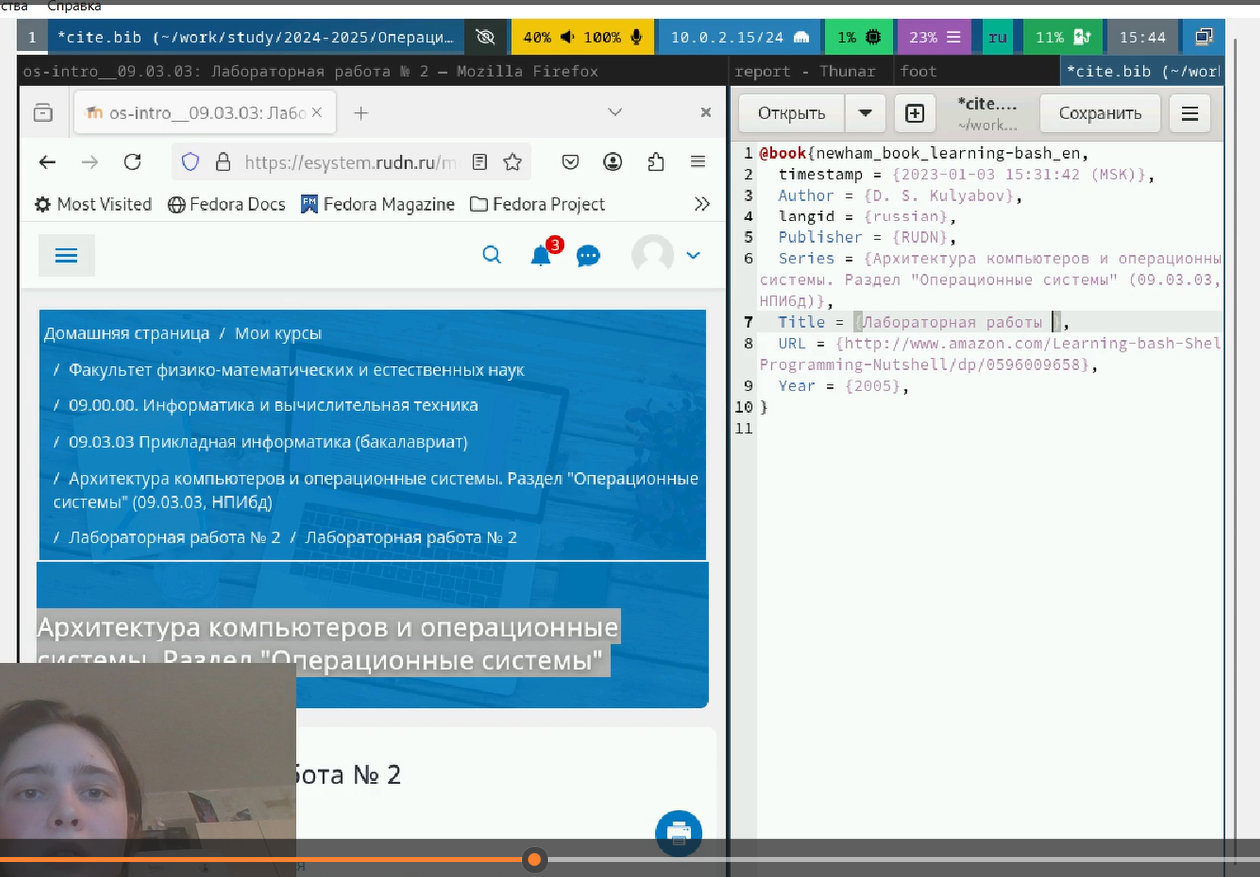 ства Справка
1 *cite.bib (~/work/study/2024-2025/Операци… 40% 100% 10.0.2.15/24 1% 23% ru 11% 15:44
os-intro__09.03.03: Лабораторная работа № 2 — Mozilla Firefox
report - Thunar
foot
*cite.bib (~/work
os-intro__09.03.03: Лабо
https://esystem.rudn.ru/m
Most Visited Fedora Docs Fedora Magazine Fedora Project
3
Домашняя страница / Мои курсы
/ Факультет физико-математических и естественных наук
/ 09.00.00. Информатика и вычислительная техника
/ 09.03.03 Прикладная информатика (бакалавриат)
/ Архитектура компьютеров и операционные системы. Раздел "Операционные
системы" (09.03.03, НПИбд)
/ Лабораторная работа № 2 / Лабораторная работа № 2
Архитектура компьютеров и операционные
системы. Раздел "Операционные системы"
бота № 2
Открыть
*cite.…
~/work…
Сохранить
1 @book{newham_book_learning-bash_en,
2 timestamp = {2023-01-03 15:31:42 (MSK)},
3 Author = {D. S. Kulyabov},
4 langid = {russian},
5 Publisher = {RUDN},
6 Series = {Архитектура компьютеров и операционны
системы. Раздел "Операционные системы" (09.03.03,
НПИбд)},
7 Title = {Лабораторная работы },
8 URL = {http://www.amazon.com/Learning-bash-Shel
Programming-Nutshell/dp/0596009658},
9 Year = {2005},
10 }
11